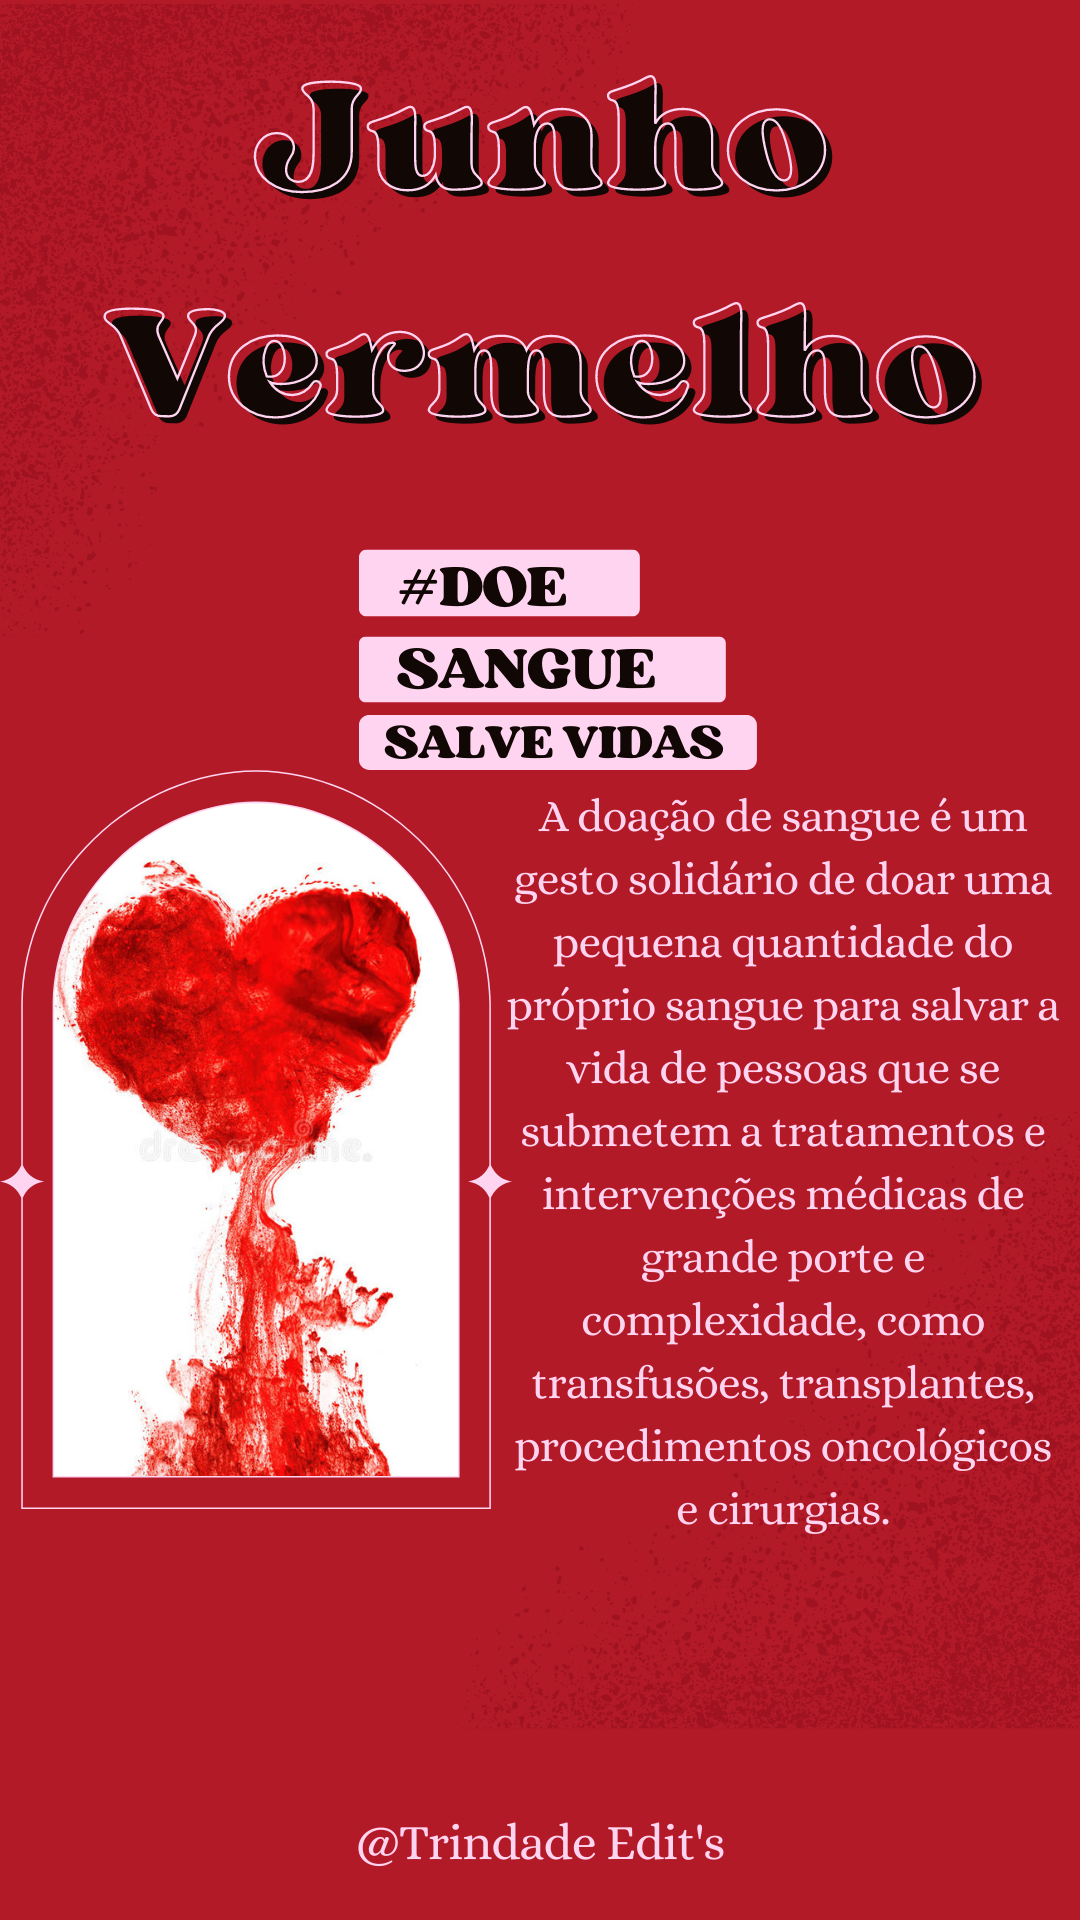 Junho
Vermelho
#DOE
SANGUE
SALVE VIDAS
A doação de sangue é um
gesto solidário de doar uma
pequena quantidade do
próprio sangue para salvar a
vida de pessoas que se
submetem a tratamentos e
intervenções médicas de
grande porte e
complexidade, como
transfusões, transplantes,
procedimentos oncológicos
e cirurgias.
@Trindade Edit's